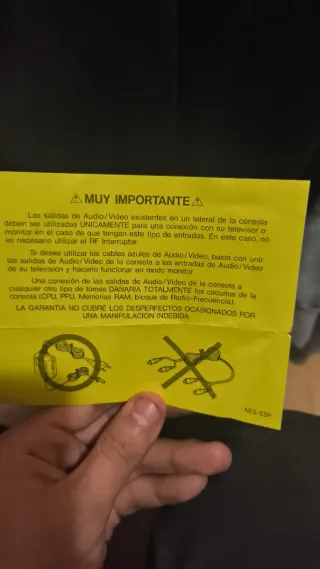 ⚠ MUY IMPORTANTE ⚠
Las salidas de Audio/Video existentes en un lateral de la consola
deben ser utilizadas UNICAMENTE para una conexión con su televisor o
monitor en el caso de que tengan este tipo de entradas. En este caso, no
es necesario utilizar el RF Interruptor.
Si desea utilizar los cables azules de Audio/Video, basta con unir
las salidas de Audio/Video de la consola a las entradas de Audio/Video
de su televisión y hacerlo funcionar en modo monitor.
Una conexión de las salidas de Audio/Video de la consola a
cualquier otro tipo de tomas DAÑARIA TOTALMENTE los circuitos de la
consola (CPU, PPU, Memorias RAM, bloque de Radio-Frecuencia).
LA GARANTIA NO CUBRE LOS DESPERFECTOS OCASIONADOS POR
UNA MANIPULACION INDEBIDA
NES-ESP